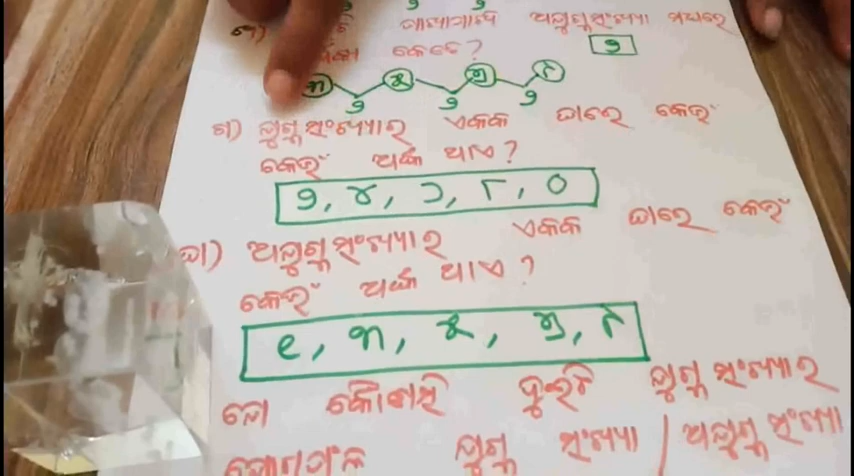 ପାଖାପାଖି ଅଯୁଗ୍ମ ସଂଖ୍ୟା ମଧ୍ୟରେ
କେତେ? ୨
୩ ୫ ୭ ୯
୨ ୨ ୨
ଗ) ଯୁଗ୍ମ ସଂଖ୍ୟାର ଏକକ ଘରେ କେଉଁ
କେଉଁ ଅଙ୍କ ଥାଏ?
୨, ୪, ୬, ୮, ୦
ଘ) ଅଯୁଗ୍ମ ସଂଖ୍ୟାର ଏକକ ଘରେ କେଉଁ
କେଉଁ ଅଙ୍କ ଥାଏ?
୧, ୩, ୫, ୭, ୯
କୌଣସି ଦୁଇଟି ଯୁଗ୍ମ ସଂଖ୍ୟାର
ଯୋଗଫଳ ଯୁଗ୍ମ ସଂଖ୍ୟା / ଅଯୁଗ୍ମ ସଂଖ୍ୟା